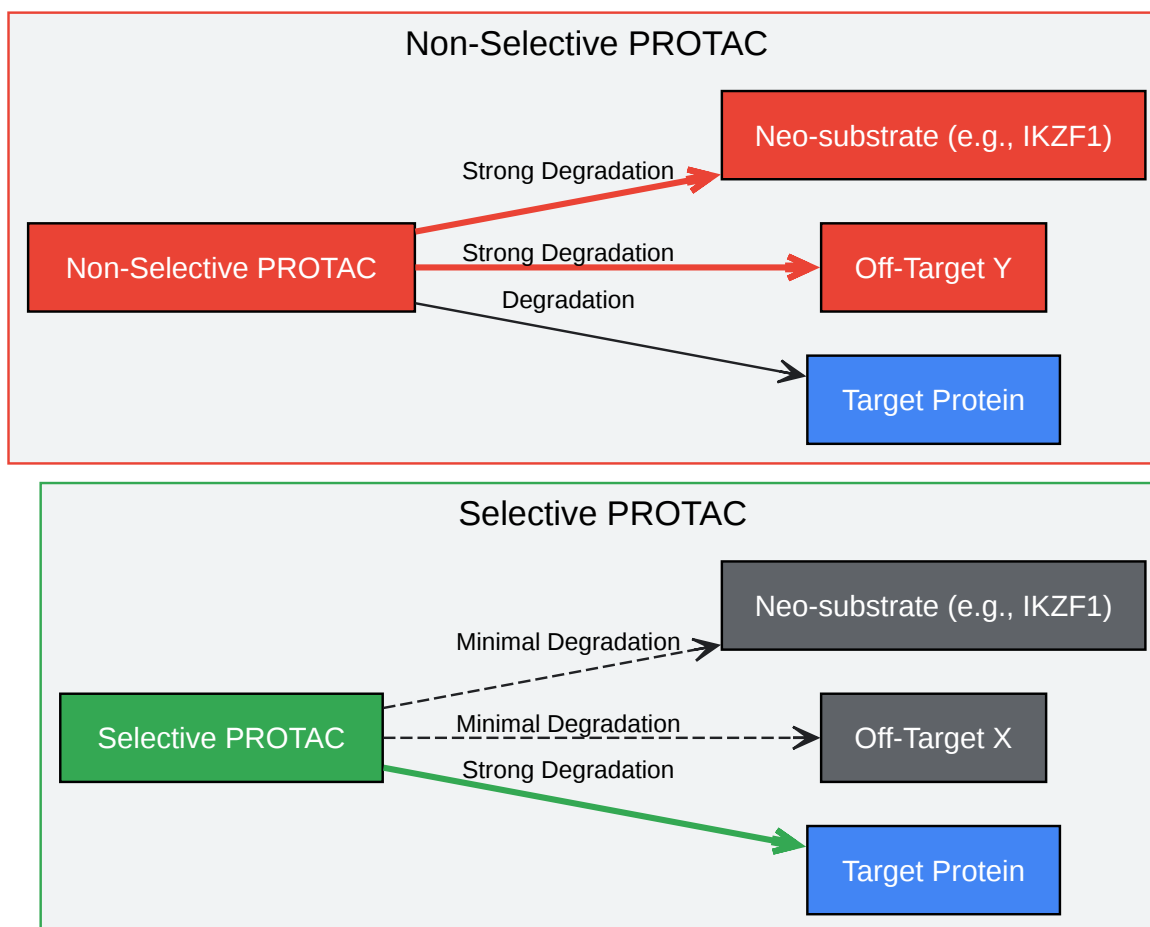 Non-Selective PROTAC
Neo-substrate (e.g., IKZF1)
Strong Degradation
Non-Selective PROTAC
Strong Degradation
Off-Target Y
Degradation
Target Protein
Selective PROTAC
Neo-substrate (e.g., IKZF1)
Minimal Degradation
Selective PROTAC
Minimal Degradation
Off-Target X
Strong Degradation
Target Protein